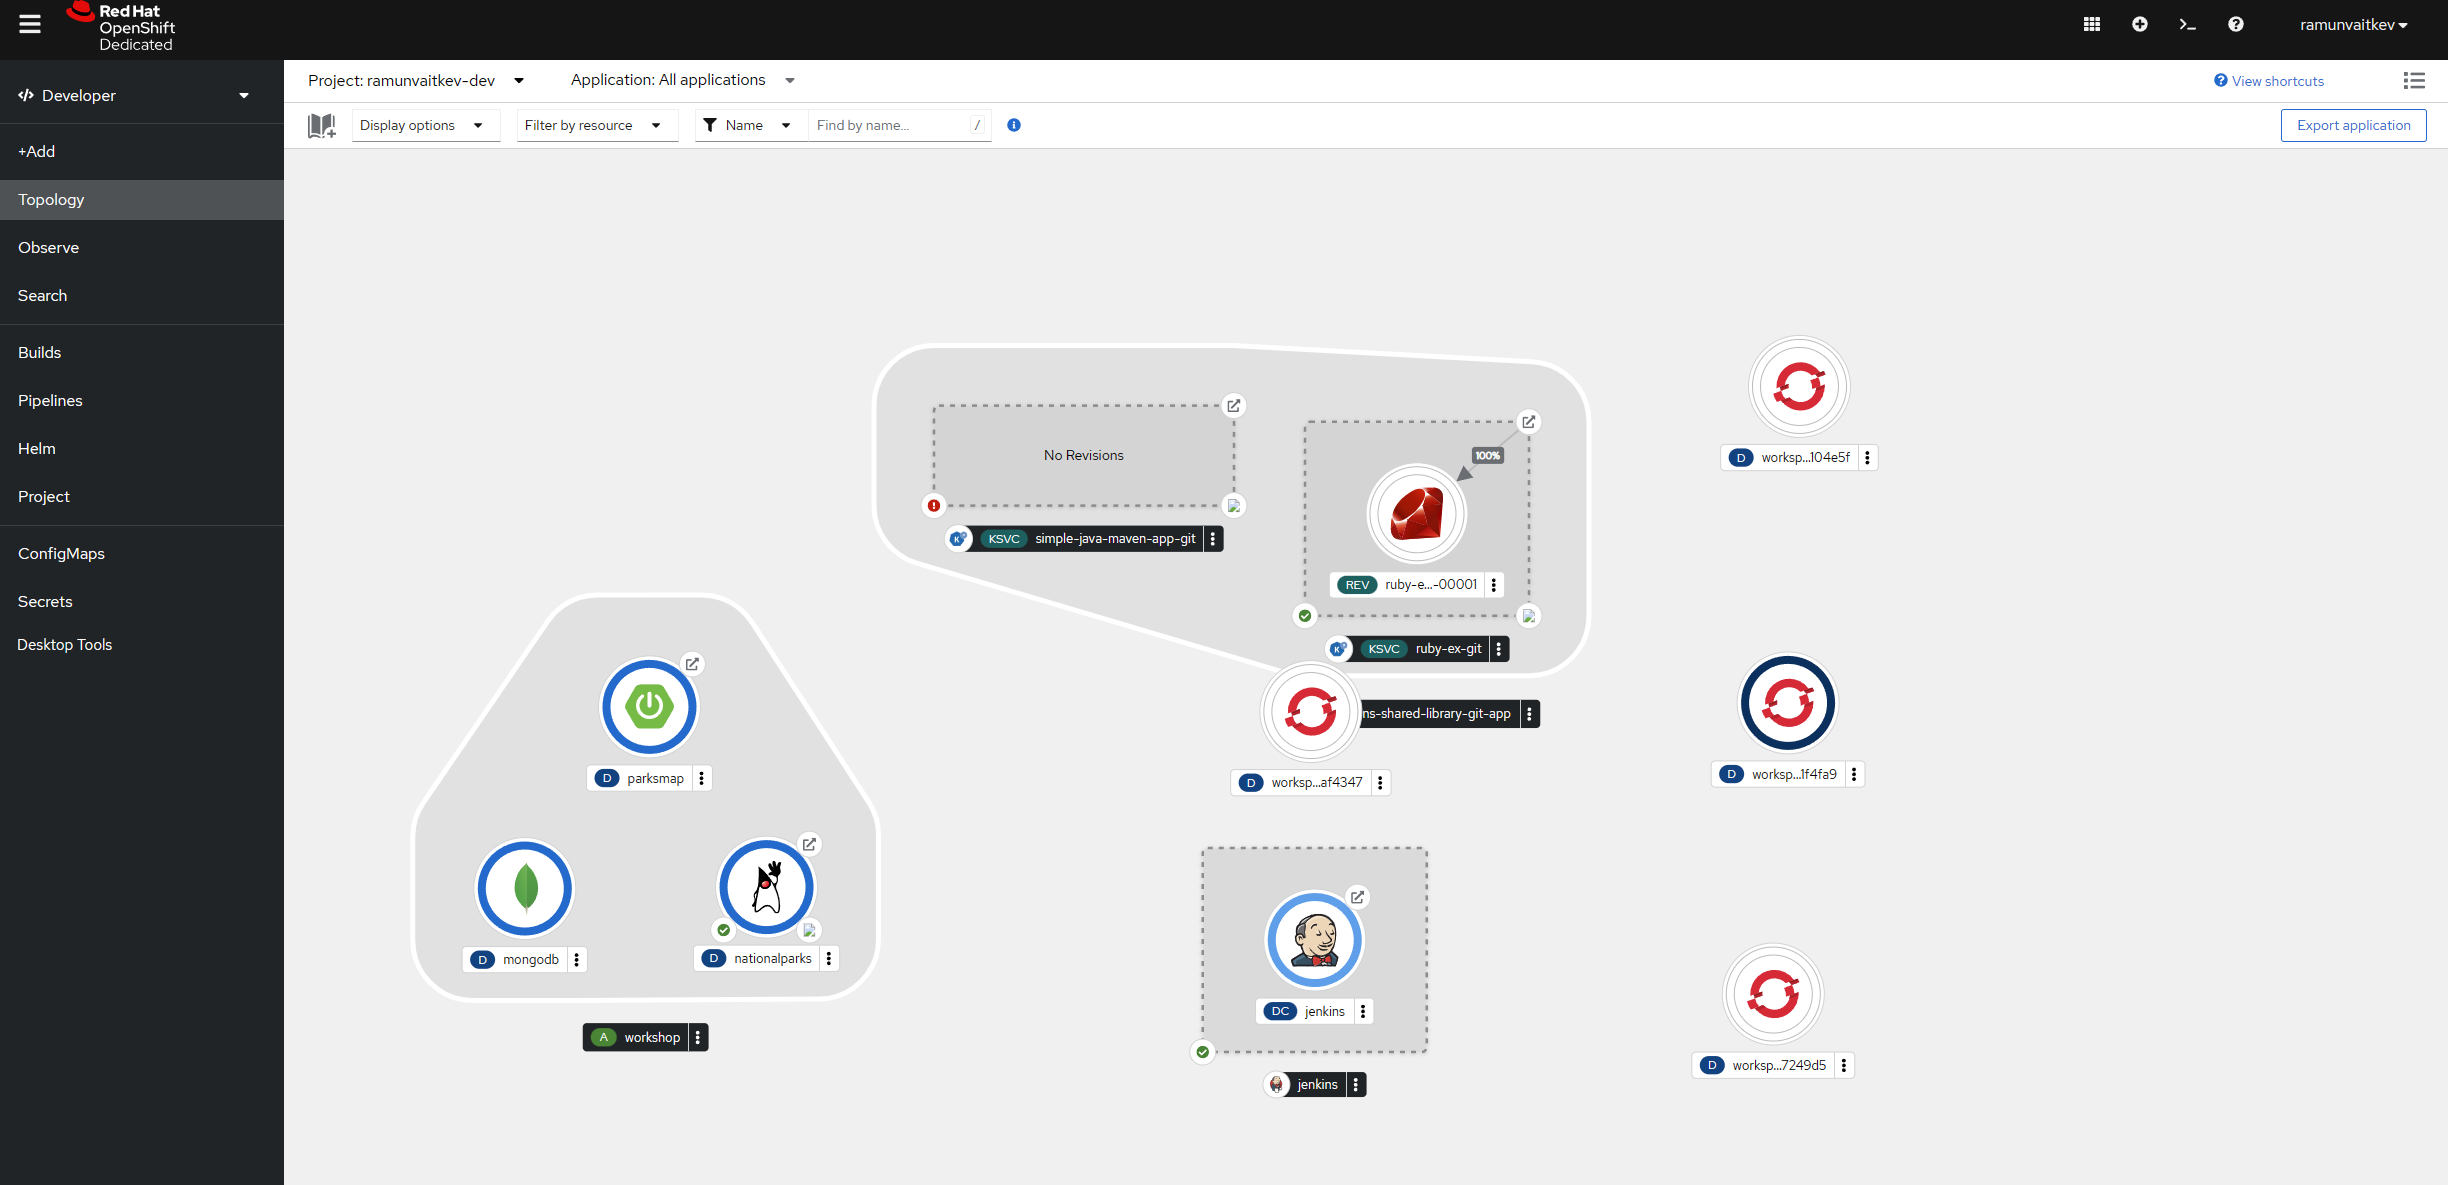 Red Hat
OpenShift
Dedicated
ramunvaitkev
Developer
+Add
Topology
Observe
Search
Builds
Pipelines
Helm
Project
ConfigMaps
Secrets
Desktop Tools
Project: ramunvaitkev-dev
Application: All applications
View shortcuts
Display options
Filter by resource
Name
Find by name...
/
Export application
No Revisions
KSVC simple-java-maven-app-git
100%
REV ruby-e...-00001
KSVC ruby-ex-git
ns-shared-library-git-app
D worksp...104e5f
D worksp...af4347
D worksp...1f4fa9
D parksmap
D mongodb
D nationalparks
A workshop
DC jenkins
jenkins
D worksp...7249d5